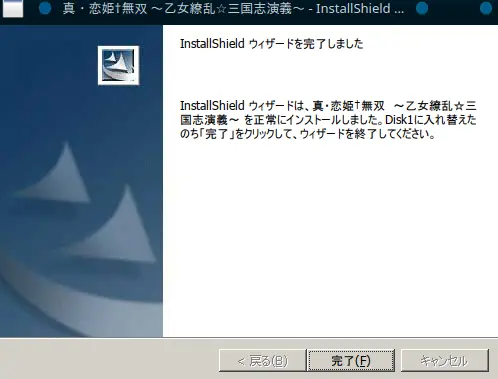 真・恋姫†無双 ～乙女繚乱☆三国志演義～ - InstallShield ...
InstallShield ウィザードを完了しました
InstallShield ウィザードは、真・恋姫†無双 ～乙女繚乱☆三
国志演義～ を正常にインストールしました。Disk1に入れ替えた
のち「完了」をクリックして、ウィザードを終了してください。
< 戻る(B)
完了(F)
キャンセル